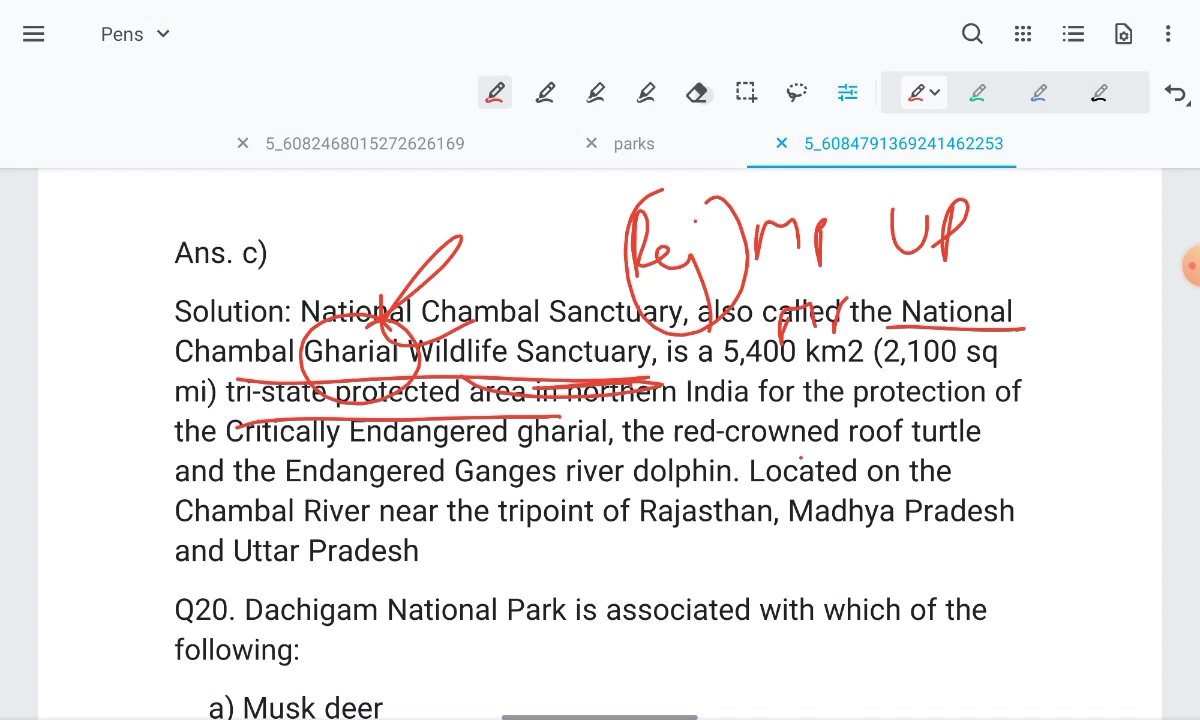 Pens
5_6082468015272626169
parks
5_6084791369241462253
Raj MP UP
Ans. c)
Solution: National Chambal Sanctuary, also called the National
Chambal Gharial Wildlife Sanctuary, is a 5,400 km2 (2,100 sq
mi) tri-state protected area in northern India for the protection of
the Critically Endangered gharial, the red-crowned roof turtle
and the Endangered Ganges river dolphin. Located on the
Chambal River near the tripoint of Rajasthan, Madhya Pradesh
and Uttar Pradesh
Q20. Dachigam National Park is associated with which of the
following:
a) Musk deer